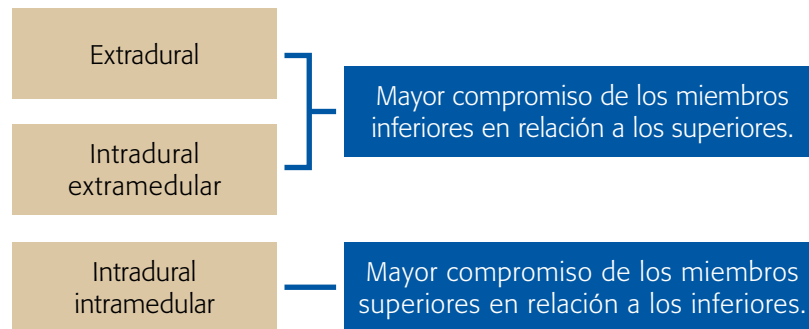 Extradural
Mayor compromiso de los miembros
inferiores en relación a los superiores.
Intradural
extramedular
Intradural
intramedular
Mayor compromiso de los miembros
superiores en relación a los inferiores.